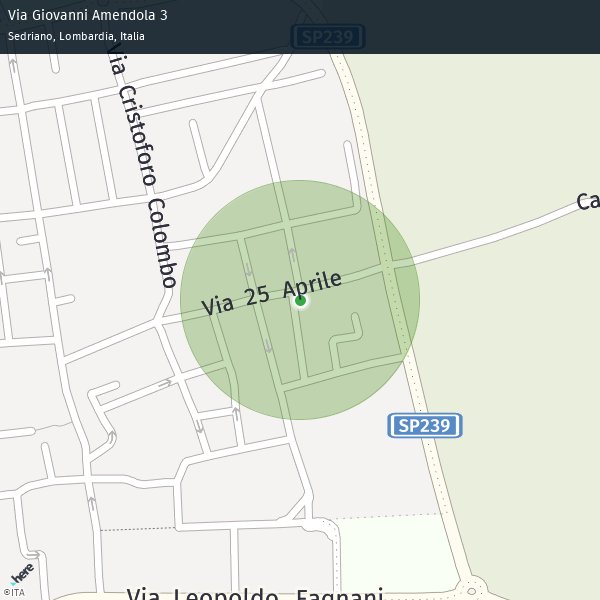 Via Giovanni Amendola 3
Sedriano, Lombardia, Italia
SP239
Via Cristoforo Colombo
Ca
Via 25 Aprile
SP239
here
©ITA
Via Leopoldo Fagnani